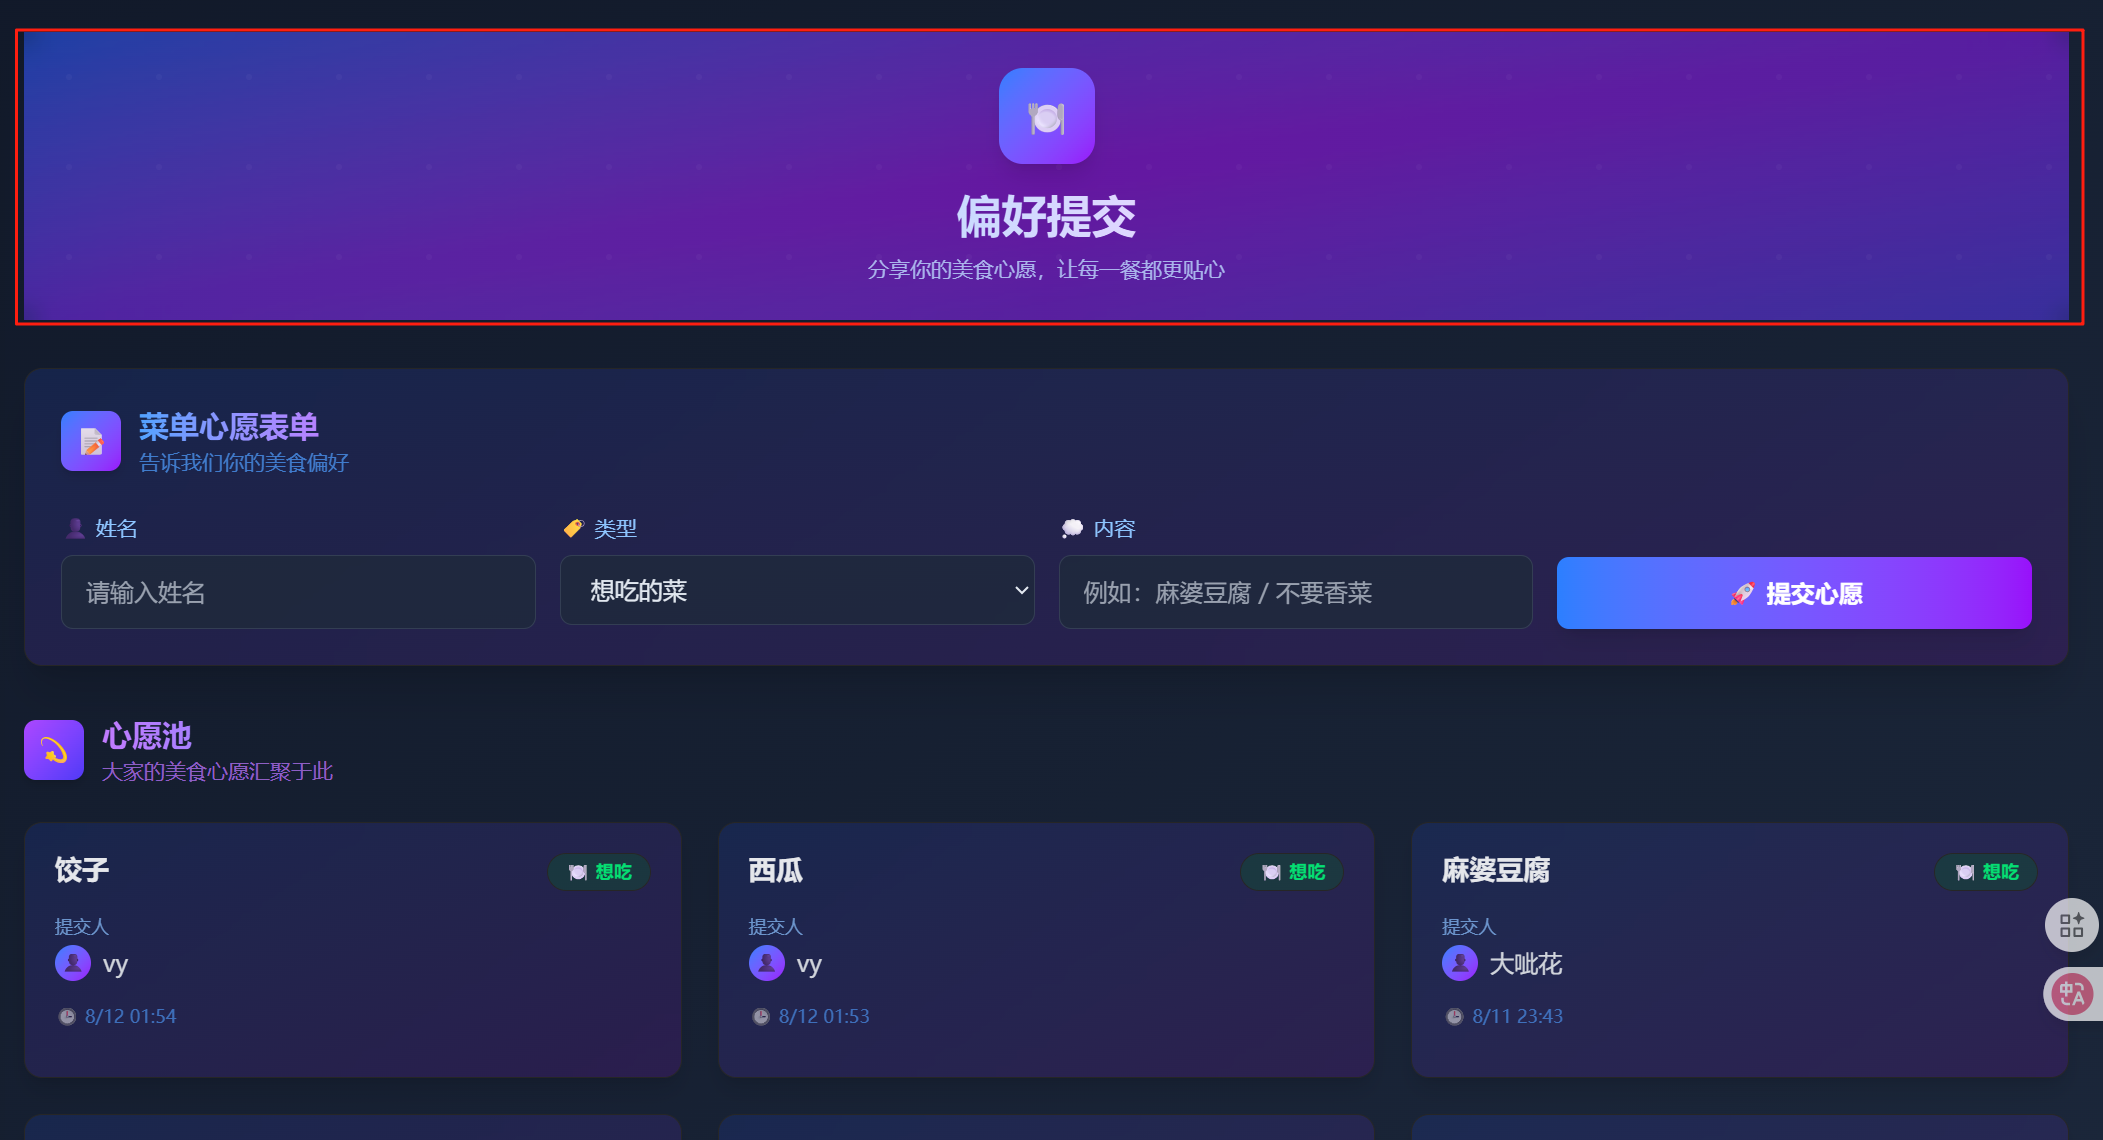 偏好提交
分享你的美食心愿，让每一餐都更贴心
菜单心愿表单
告诉我们你的美食偏好
姓名
类型
内容
请输入姓名
想吃的菜
例如：麻婆豆腐 / 不要香菜
提交心愿
心愿池
大家的美食心愿汇聚于此
饺子
想吃
提交人
vy
8/12 01:54
西瓜
想吃
提交人
vy
8/12 01:53
麻婆豆腐
想吃
提交人
大呲花
8/11 23:43
中A